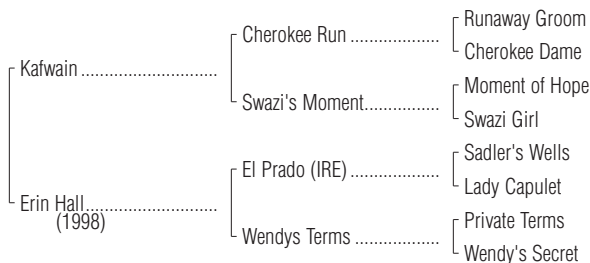 Runaway Groom
Cherokee Run ...................
Cherokee Dame
Kafwain .............................
Moment of Hope
Swazi's Moment................
Swazi Girl
Sadler's Wells
El Prado (IRE) ...................
Lady Capulet
Erin Hall............................
(1998)
Private Terms
Wendys Terms ..................
Wendy's Secret